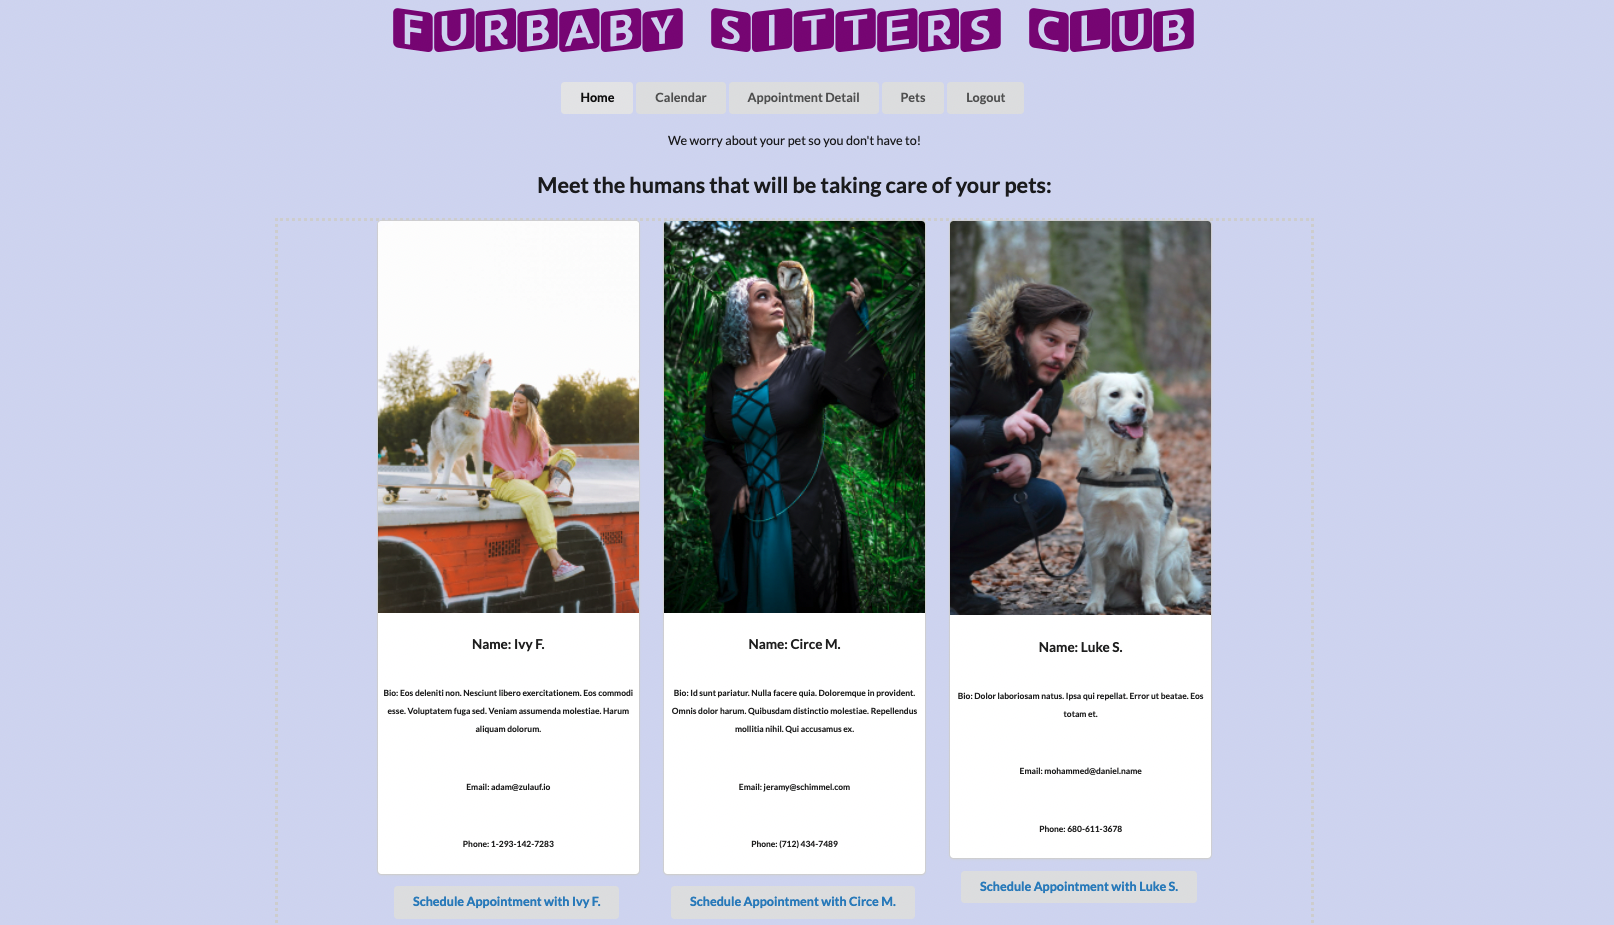 FURBABY SITTERS CLUB
Home Calendar Appointment Detail Pets Logout
We worry about your pet so you don't have to!
Meet the humans that will be taking care of your pets:
Name: Ivy F.
Bio: Eos deleniti non. Nesciunt libero exercitationem. Eos commodi
esse. Voluptatem fuga sed. Veniam assumenda molestiae. Harum
aliquam dolorum.
Email: adam@zulauf.io
Phone: 1-293-142-7283
Schedule Appointment with Ivy F.
Name: Circe M.
Bio: Id sunt pariatur. Nulla facere quia. Doloremque in provident.
Omnis dolor harum. Quibusdam distinctio molestiae. Repellendus
mollitia nihil. Qui accusamus ex.
Email: jeramy@schimmel.com
Phone: (712) 434-7489
Schedule Appointment with Circe M.
Name: Luke S.
Bio: Dolor laboriosam natus. Ipsa qui repellat. Error ut beatae. Eos
totam et.
Email: mohammed@daniel.name
Phone: 680-611-3678
Schedule Appointment with Luke S.